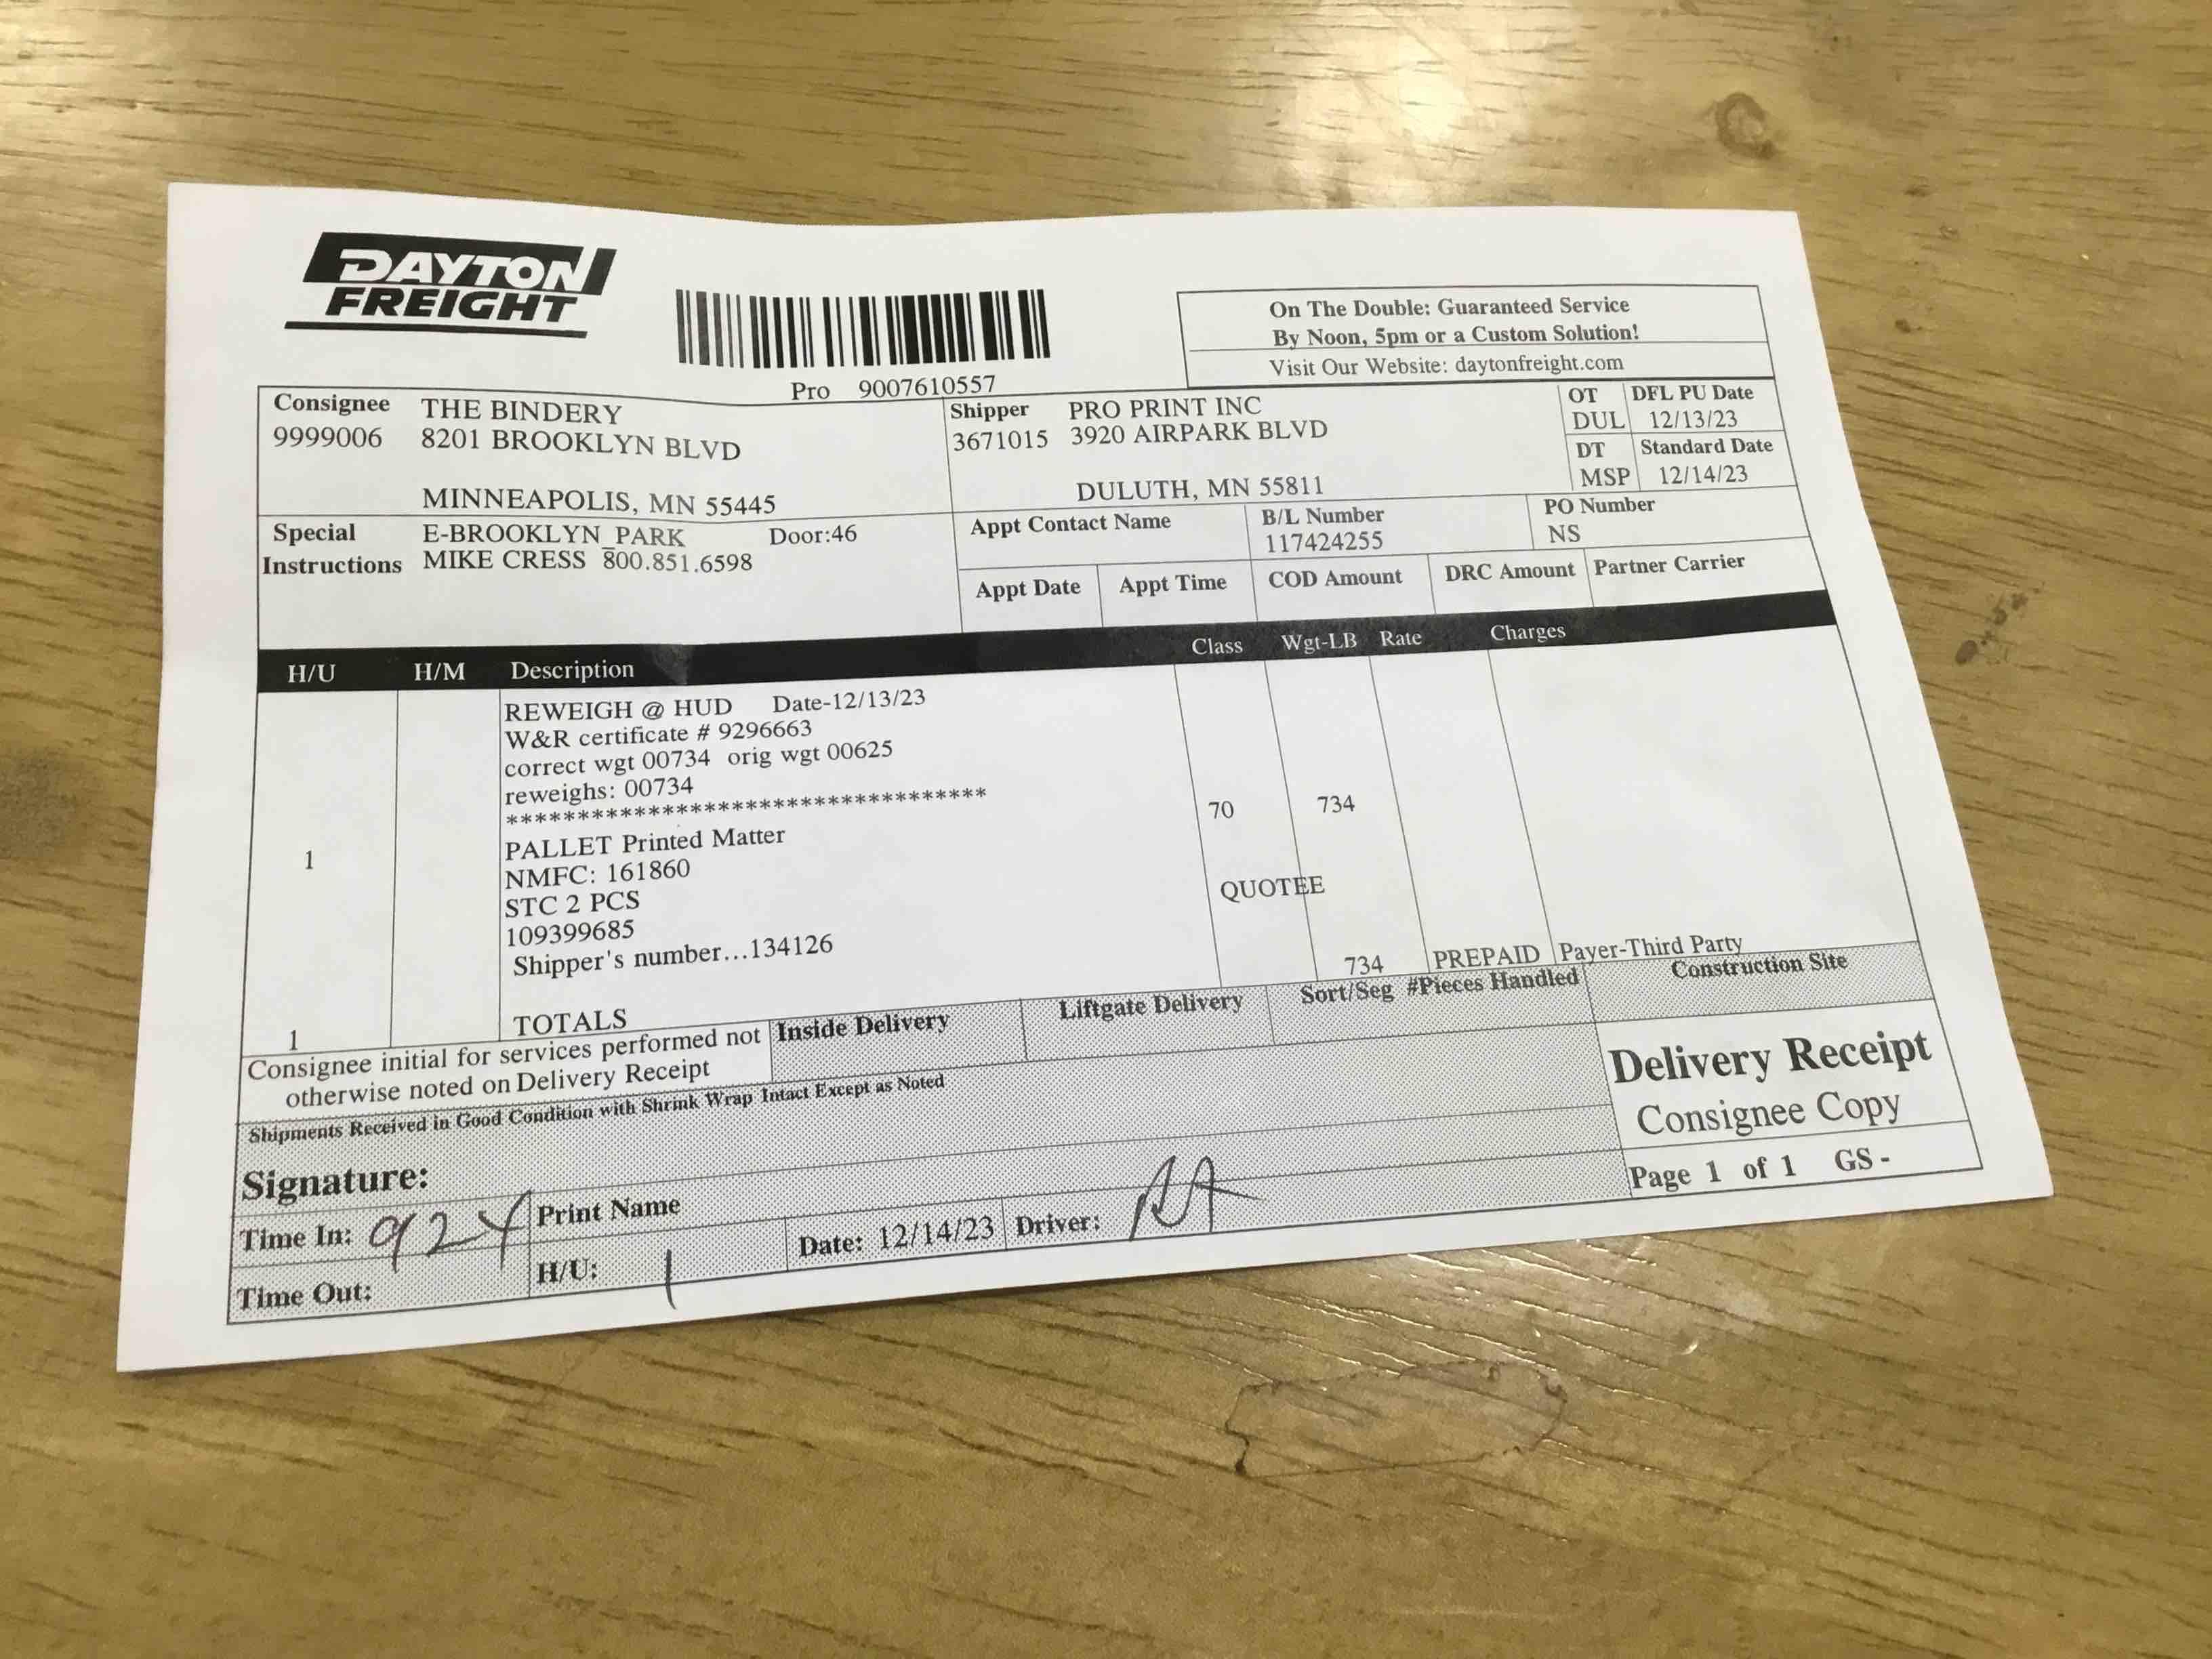 DAYTON
FREIGHT
Pro 9007610557
On The Double: Guaranteed Service
By Noon, 5pm or a Custom Solution!
Visit Our Website: daytonfreight.com
Consignee THE BINDERY
9999006 8201 BROOKLYN BLVD
MINNEAPOLIS, MN 55445
Shipper PRO PRINT INC
3671015 3920 AIRPARK BLVD
DULUTH, MN 55811
OT DFL PU Date
DUL 12/13/23
DT Standard Date
MSP 12/14/23
Special E-BROOKLYN_PARK Door:46
Instructions MIKE CRESS 800.851.6598
Appt Contact Name
B/L Number
117424255
PO Number
NS
Appt Date Appt Time COD Amount DRC Amount Partner Carrier
H/U H/M Description Class Wgt-LB Rate Charges
REWEIGH @ HUD Date-12/13/23
W&R certificate # 9296663
correct wgt 00734 orig wgt 00625
reweighs: 00734
**********************************
70 734
1 PALLET Printed Matter
NMFC: 161860
QUOTEE
STC 2 PCS
109399685
Shipper's number...134126
1 TOTALS 734 PREPAID Payer-Third Party
Consignee initial for services performed not
otherwise noted on Delivery Receipt
Inside Delivery Liftgate Delivery Sort/Seg #Pieces Handled Construction Site
Shipments Received in Good Condition with Shrink Wrap Intact Except as Noted
Delivery Receipt
Consignee Copy
Page 1 of 1 GS -
Signature:
Time In: 924 Print Name
Time Out: H/U: 1 Date: 12/14/23 Driver: